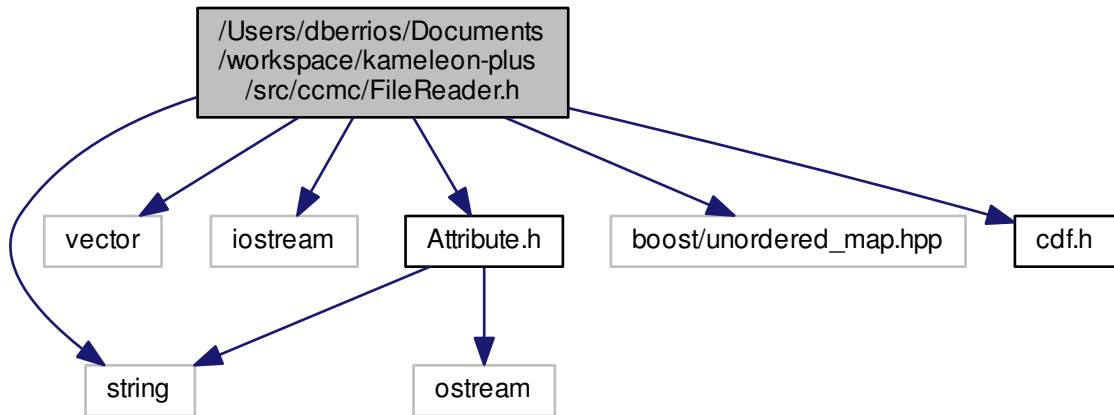 /Users/dberrios/Documents
/workspace/kameleon-plus
/src/ccmc/FileReader.h
vector
iostream
Attribute.h
boost/unordered_map.hpp
cdf.h
string
ostream